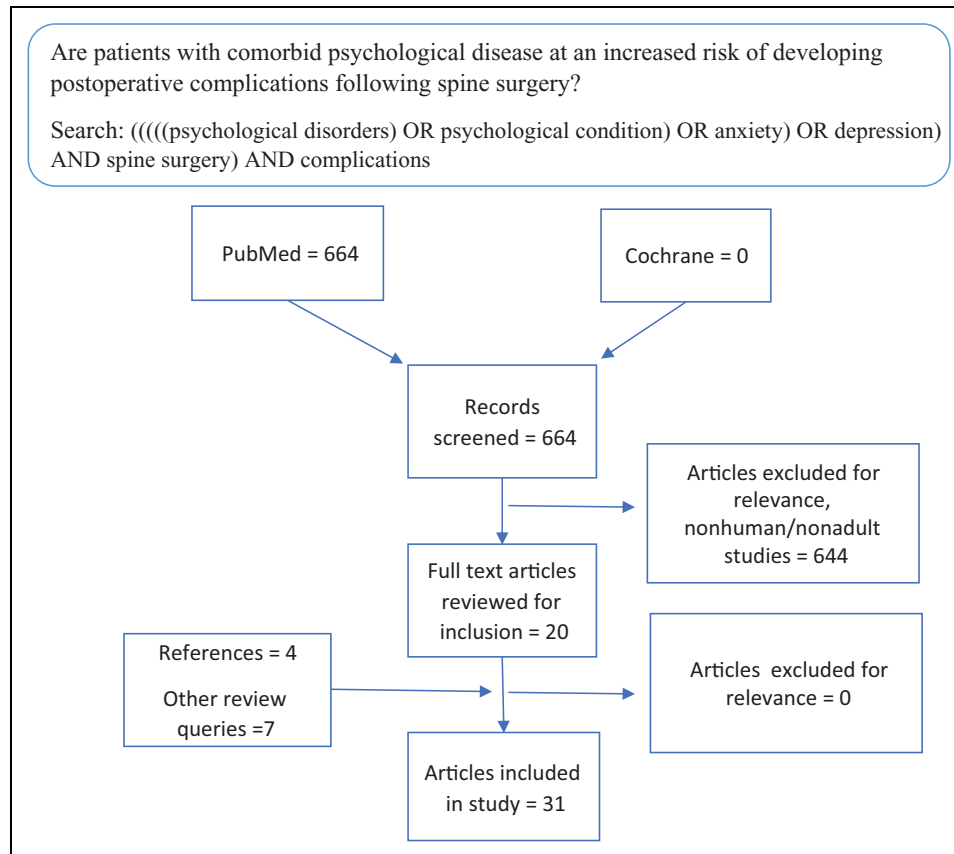 Are patients with comorbid psychological disease at an increased risk of developing
postoperative complications following spine surgery?
Search: (((((psychological disorders) OR psychological condition) OR anxiety) OR depression)
AND spine surgery) AND complications
PubMed = 664
Cochrane = 0
Records
screened = 664
Articles excluded for
relevance,
nonhuman/nonadult
studies = 644
Full text articles
reviewed for
inclusion = 20
References = 4
Other review
queries =7
Articles excluded for
relevance = 0
Articles included
in study = 31